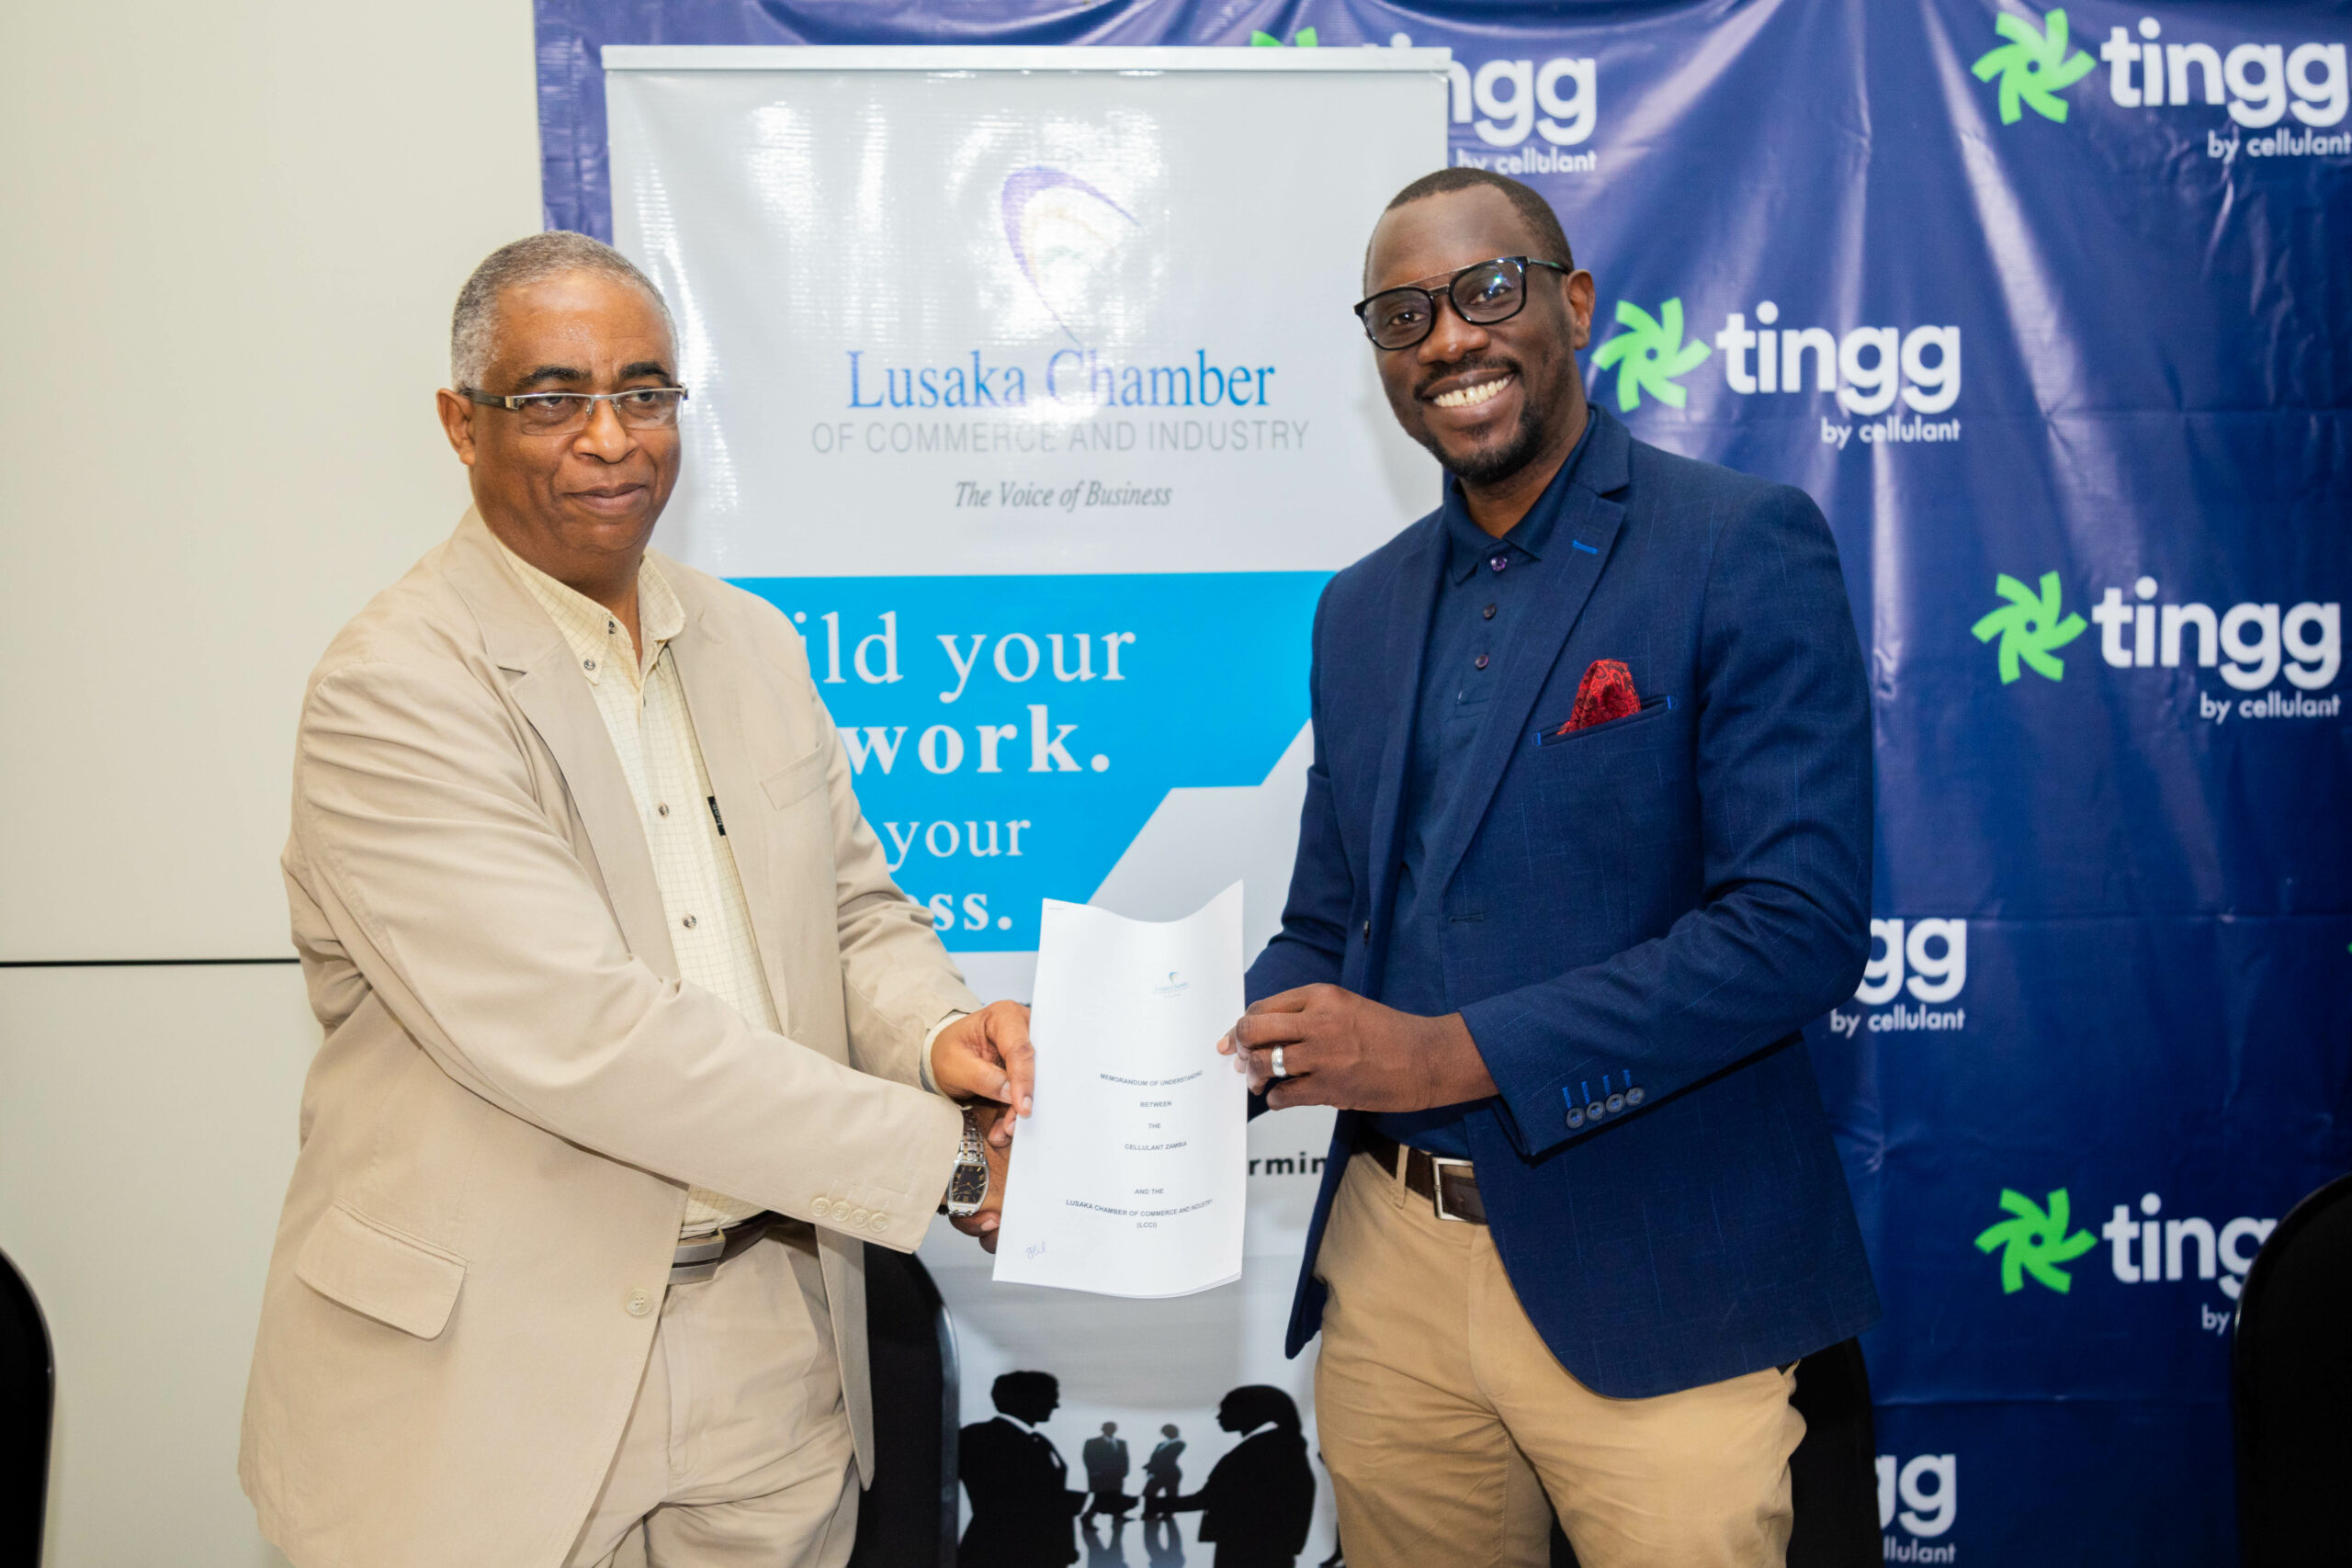 Lusaka Chamber
OF COMMERCE AND INDUSTRY
The Voice of Business
ild your
work.
your
ess.
rmin
MEMORANDUM OF UNDERSTANDING
BETWEEN
THE
CELLULANT ZAMBIA
AND THE
LUSAKA CHAMBER OF COMMERCE AND INDUSTRY
(LCCI)
ingg
by cellulant
tingg
by cellulant
tingg
by cellulant
tingg
by cellulant
gg
by cellulant
ting
by
gg
llulant